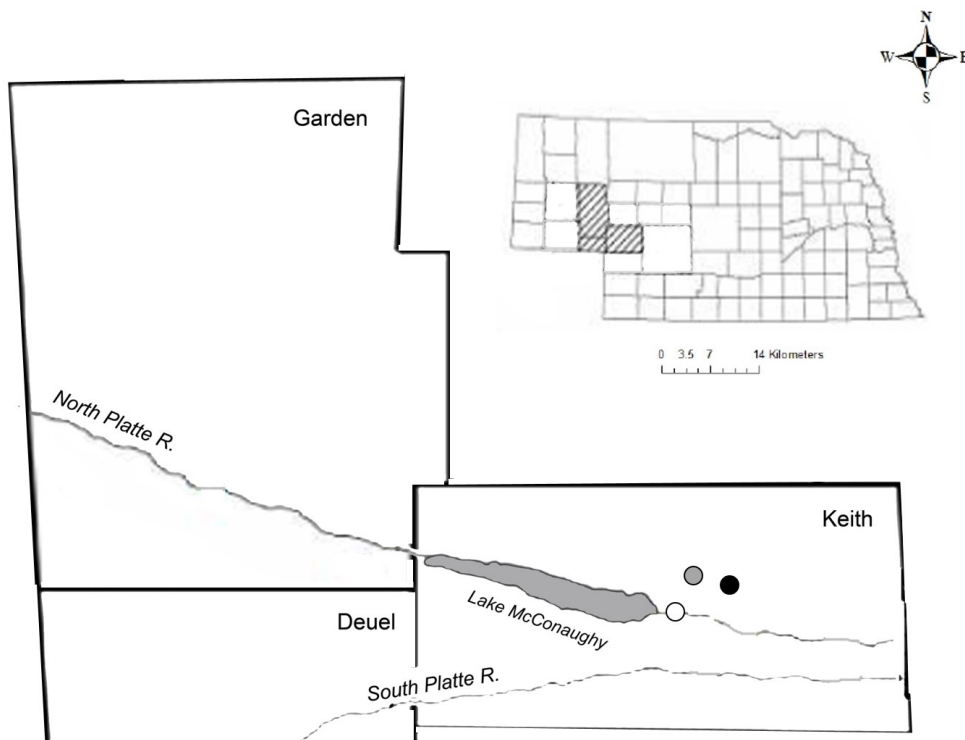 N
W E
S
Garden
0 3.5 7 14 Kilometers
North Platte R.
Keith
Lake McConaughy
Deuel
South Platte R.